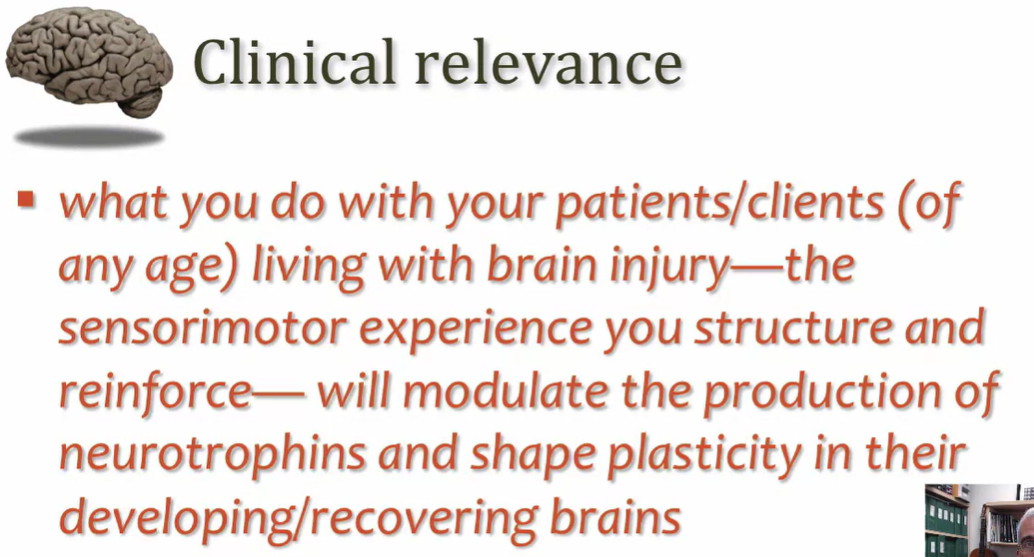 Clinical relevance
▪ what you do with your patients/clients (of
any age) living with brain injury—the
sensorimotor experience you structure and
reinforce— will modulate the production of
neurotrophins and shape plasticity in their
developing/recovering brains